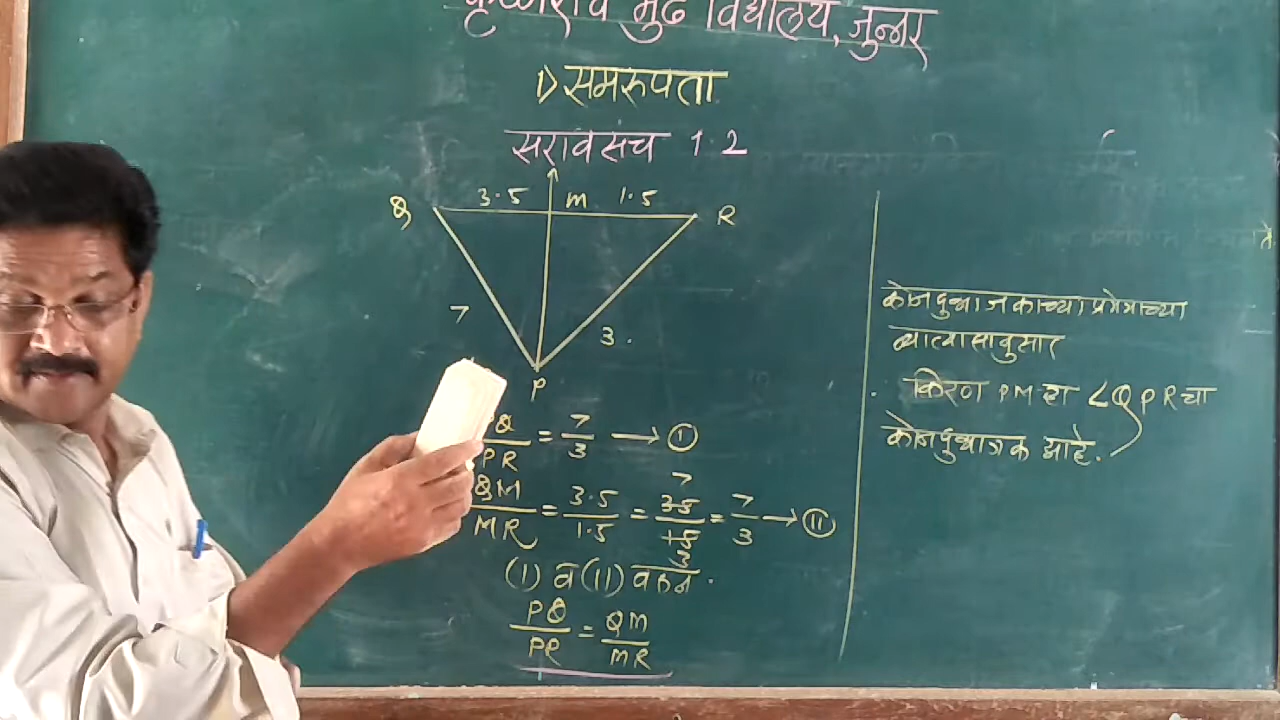 कृष्णराव मुंढे विद्यालय, जुन्नर
1) समरुपता
सरावसंच 1.2
3.5 m 1.5
Q R
7 3.
P
PQ/PR = 7/3 → (I)
QM/MR = 3.5/1.5 = 35/15 = 7/3 → (II)
(I) व (II) वरुन.
PQ/PR = QM/MR
कोनदुभाजकाच्या प्रमेयाच्या
व्यात्यासानुसार
किरण PM हा ∠QPR चा
कोनदुभाजक आहे.